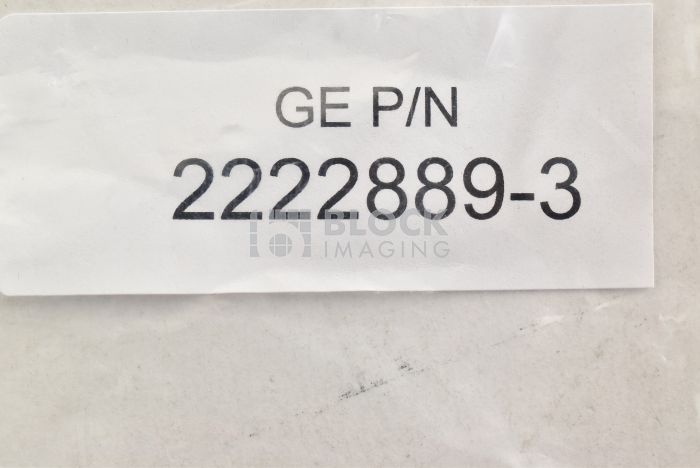 GE P/N
2222889-3
BLOCK
IMAGING